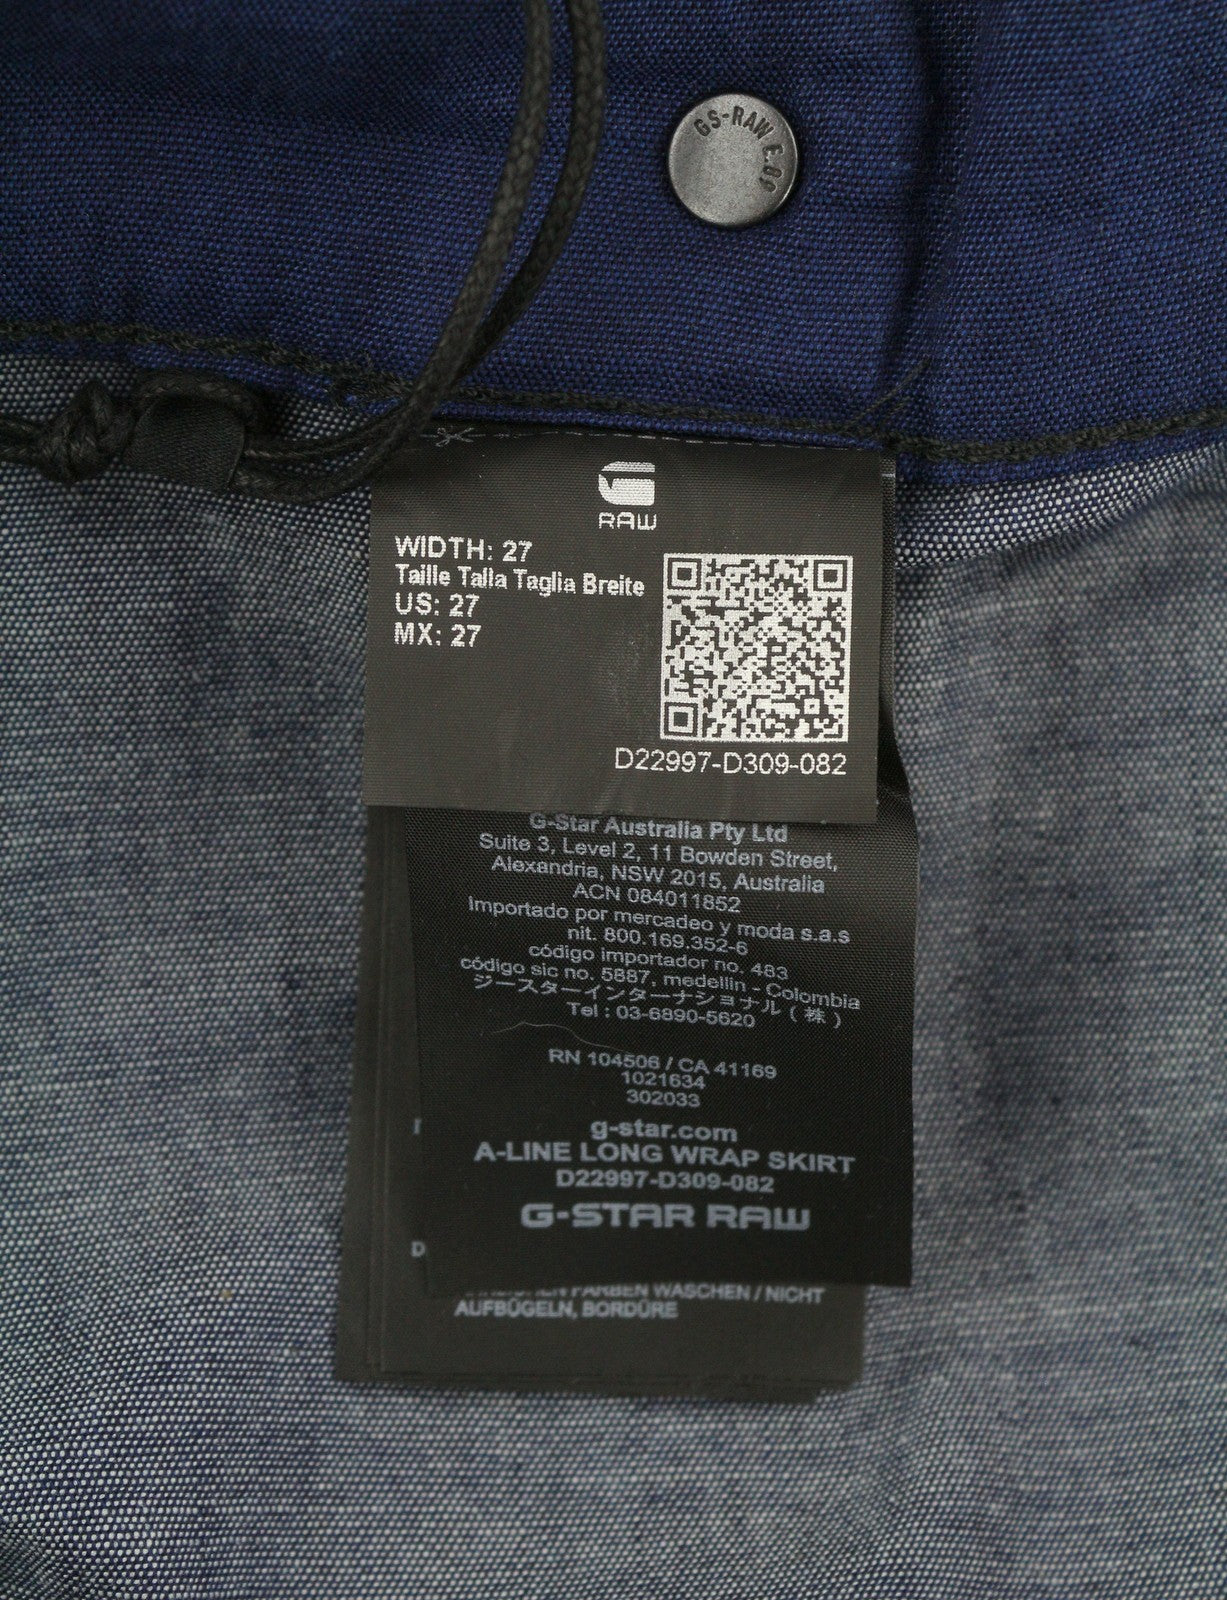 GS-RAW E.89
RAW
WIDTH: 27
Taille Talla Taglia Breite
US: 27
MX: 27
D22997-D309-082
G-Star Australia Pty Ltd
Suite 3, Level 2, 11 Bowden Street,
Alexandria, NSW 2015, Australia
ACN 084011852
Importado por mercadeo y moda s.a.s
nit. 800.169.352-6
código importador no. 483
código sic no. 5887, medellin - Colombia
ジースターインターナショナル（株）
Tel : 03-6890-5620
RN 104506 / CA 41169
1021634
302033
g-star.com
A-LINE LONG WRAP SKIRT
D22997-D309-082
G-STAR RAW
I
D
FARBEN WASCHEN / NICHT
AUFBÜGELN, BORDÜRE